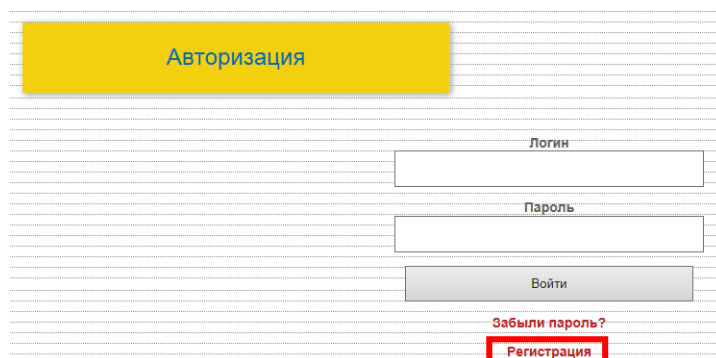 Авторизация
Логин
Пароль
Войти
Забыли пароль?
Регистрация